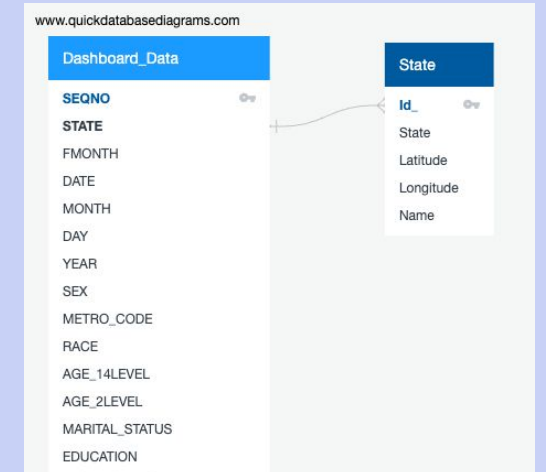 www.quickdatabasediagrams.com
Dashboard_Data
SEQNO
STATE
FMONTH
DATE
MONTH
DAY
YEAR
SEX
METRO_CODE
RACE
AGE_14LEVEL
AGE_2LEVEL
MARITAL_STATUS
EDUCATION
State
Id_
State
Latitude
Longitude
Name